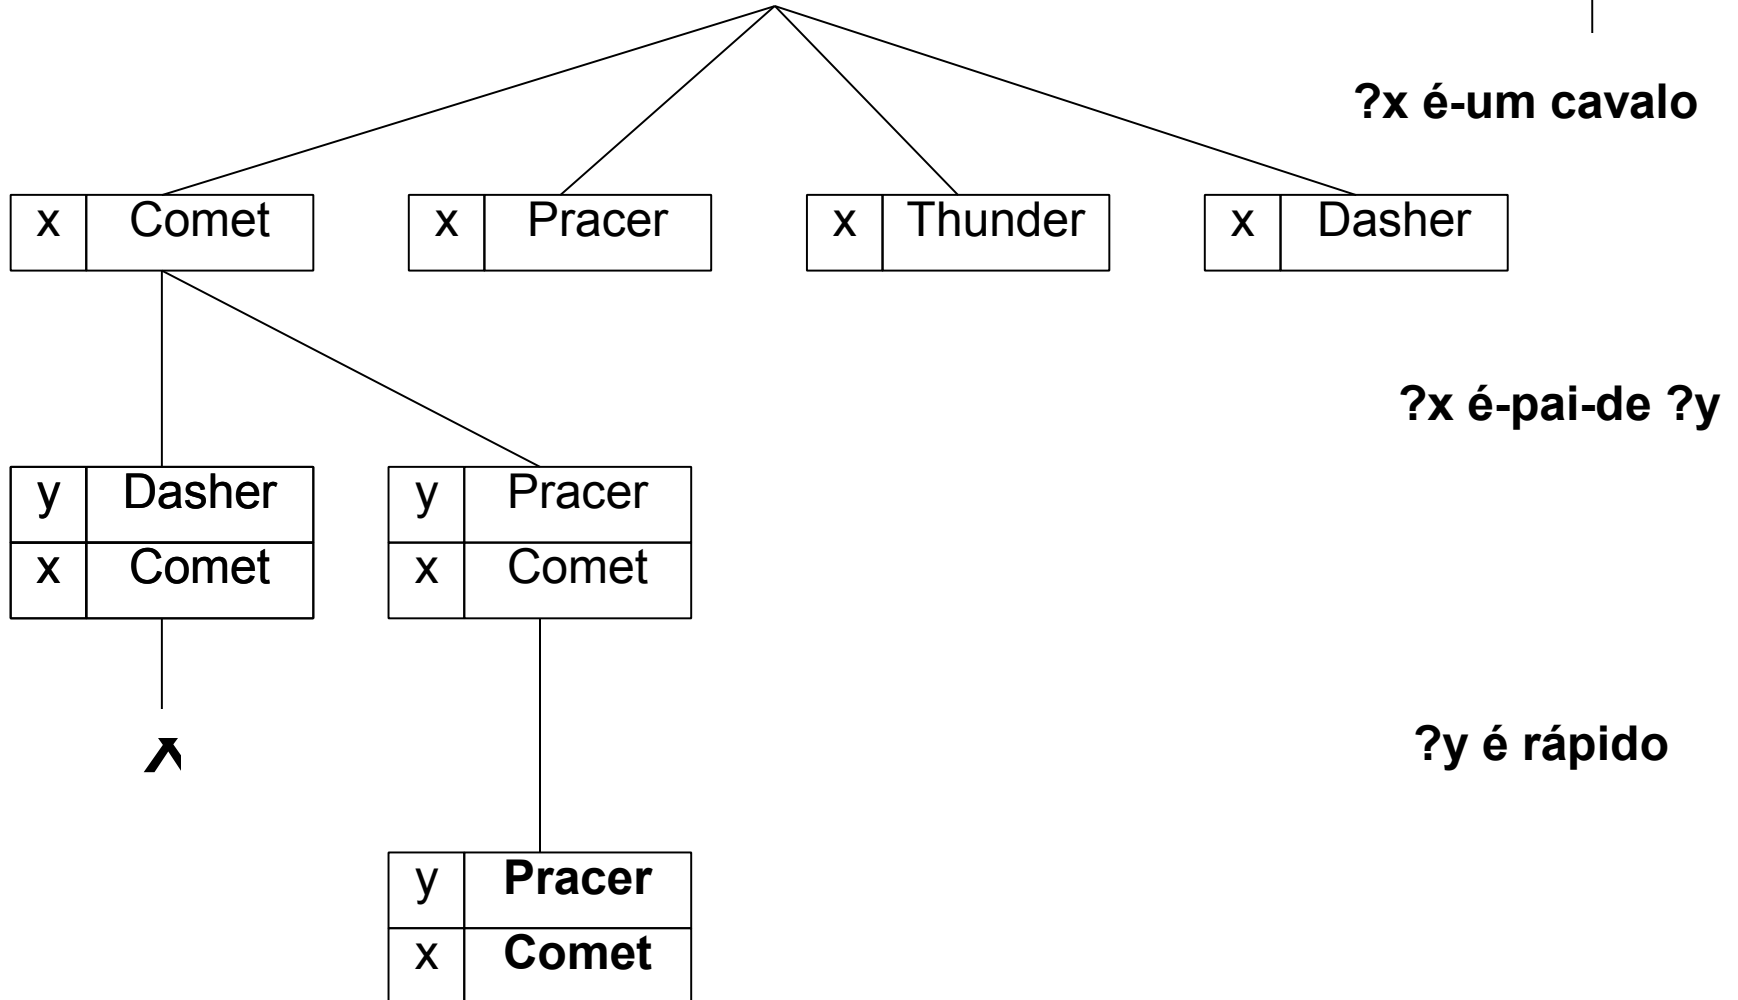 ?x é-um cavalo
x Comet x Pracer x Thunder x Dasher
?x é-pai-de ?y
y Dasher y Pracer
x Comet x Comet
?y é rápido
y Pracer
x Comet